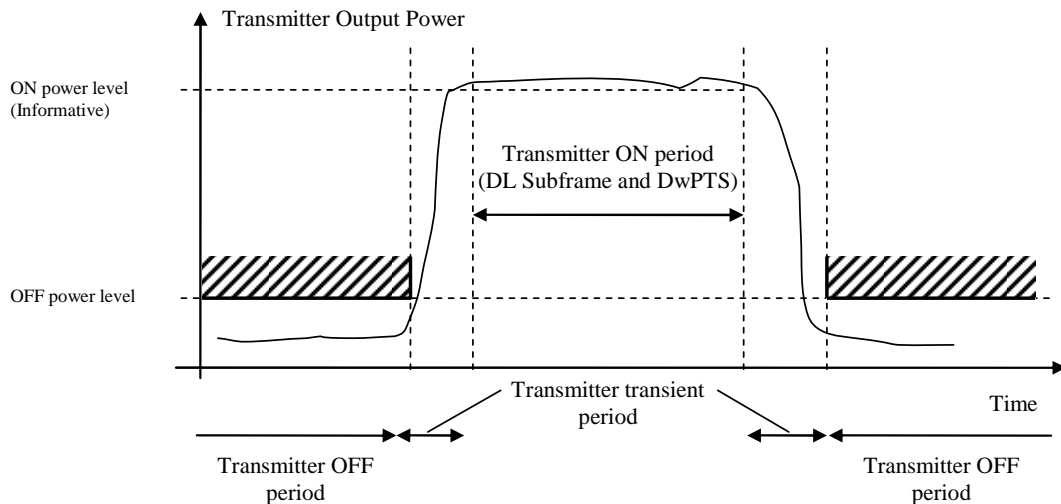 Transmitter Output Power
ON power level
(Informative)
Transmitter ON period
(DL Subframe and DwPTS)
OFF power level
Transmitter transient
period
Time
Transmitter OFF
period
Transmitter OFF
period